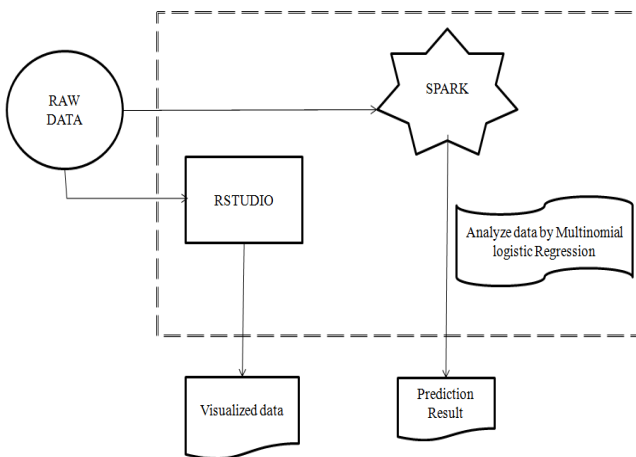 RAW
DATA
SPARK
RSTUDIO
Analyze data by Multinomial
logistic Regression
Visualized data
Prediction
Result